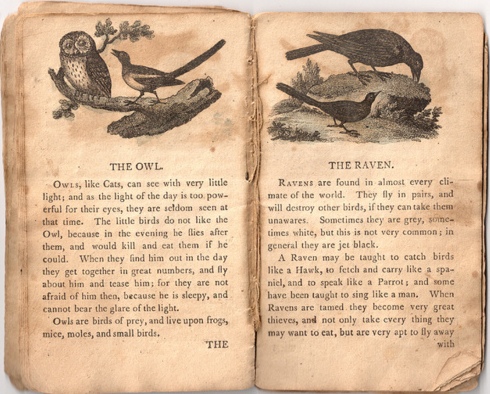 THE OWL.
OWLS, like Cats, can see with very little
light; and as the light of the day is too pow-
erful for their eyes, they are seldom seen at
that time. The little birds do not like the
Owl, because in the evening he flies after
them, and would kill and eat them if he
could. When they find him out in the day
they get together in great numbers, and fly
about him and tease him; for they are not
afraid of him then, because he is sleepy, and
cannot bear the glare of the light.
Owls are birds of prey, and live upon frogs,
mice, moles, and small birds.
THE
THE RAVEN.
RAVENS are found in almost every cli-
mate of the world. They fly in pairs, and
will destroy other birds, if they can take them
unawares. Sometimes they are grey, some-
times white, but this is not very common; in
general they are jet black.
A Raven may be taught to catch birds
like a Hawk, to fetch and carry like a spa-
niel, and to speak like a Parrot; and some
have been taught to sing like a man. When
Ravens are tamed they become very great
thieves, and not only take every thing they
may want to eat, but are very apt to fly away
with